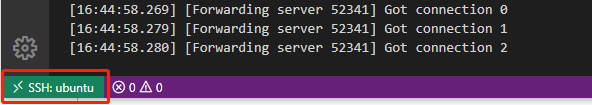 [16:44:58.269] [Forwarding server 52341] Got connection 0
[16:44:58.279] [Forwarding server 52341] Got connection 1
[16:44:58.280] [Forwarding server 52341] Got connection 2
SSH: ubuntu 0 0